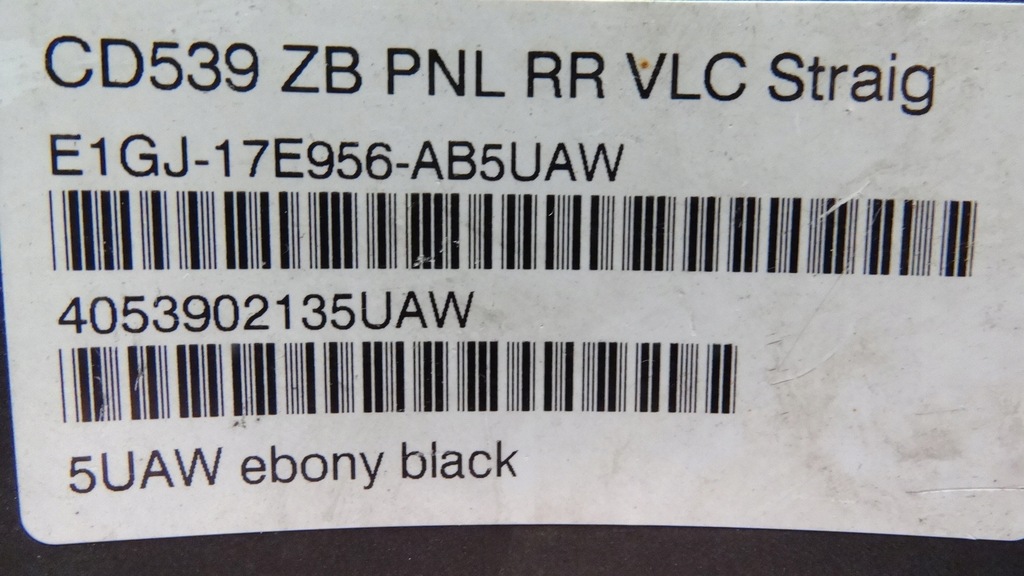 CD539 ZB PNL RR VLC Straig
E1GJ-17E956-AB5UAW
4053902135UAW
5UAW ebony black